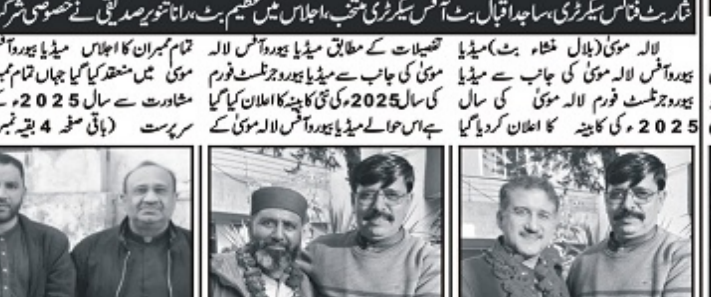 نثار بٹ فنانس سیکرٹری، ساجد اقبال بٹ آفس سیکرٹری منتخب، اجلاس میں عظیم بٹ، رانا تنویر صدیقی نے خصوصی
لالہ موسیٰ (بلال منشاء بٹ) میڈیا
بیورو آفس لالہ موسیٰ کی جانب سے میڈیا
بیورو جرنلسٹ فورم لالہ موسیٰ کی سال
2025ء کی کابینہ کا اعلان کر دیا گیا
تفصیلات کے مطابق میڈیا بیورو آفس لالہ
موسیٰ کی جانب سے میڈیا بیورو جرنلسٹ فورم
کی سال 2025ء کی نئی کابینہ کا اعلان کیا گیا
ہے اس حوالے میڈیا بیورو آفس لالہ موسیٰ کے
تمام ممبران کا اجلاس میڈیا بیورو
موسیٰ میں منعقد کیا گیا جہاں تمام
مشاورت سے سال 2025ء
سرپرست (باقی صفحہ 4 بقیہ نمبر